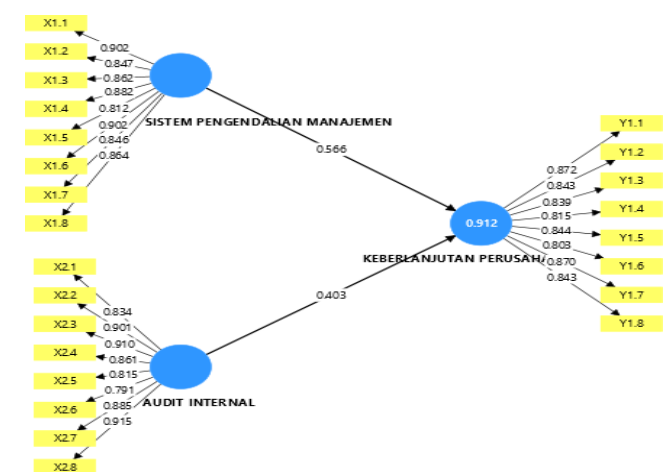 X1.1
X1.2
X1.3
X1.4
X1.5
X1.6
X1.7
X1.8
0.902
0.847
0.862
0.882
0.812
0.902
0.846
0.864
SISTEM PENGENDALIAN MANAJEMEN
0.566
X2.1
X2.2
X2.3
X2.4
X2.5
X2.6
X2.7
X2.8
0.834
0.901
0.910
0.861
0.815
0.791
0.885
0.915
AUDIT INTERNAL
0.403
0.912
KEBERLANJUTAN
0.872
0.843
0.839
0.815
0.844
0.803
0.870
0.843
Y1.1
Y1.2
Y1.3
Y1.4
Y1.5
Y1.6
Y1.7
Y1.8